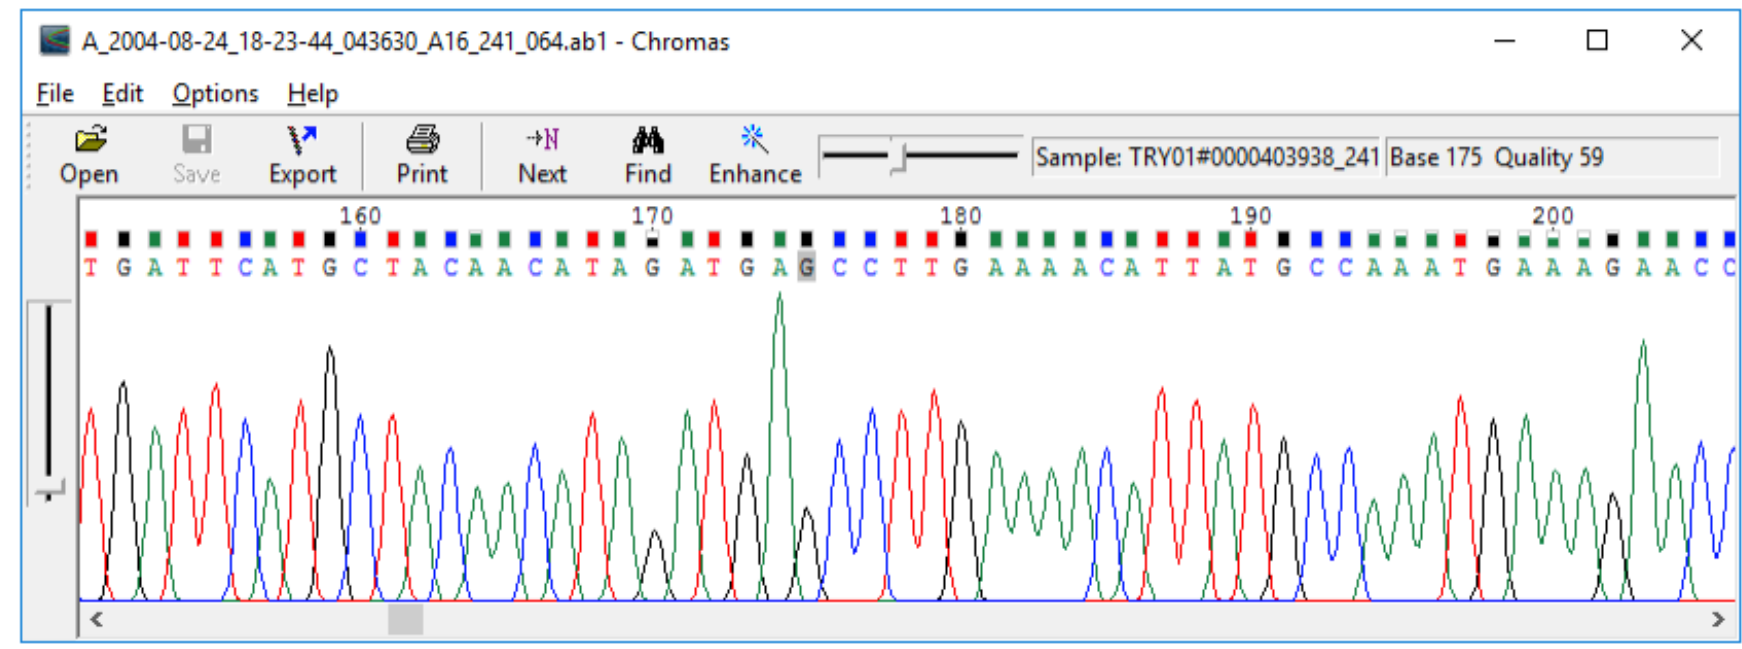 A_2004-08-24_18-23-44_043630_A16_241_064.ab1 - Chromas
File Edit Options Help
Open Save Export Print →N Next Find Enhance Sample: TRY01#0000403938_241 Base 175 Quality 59
160 170 180 190 200
T G A T T C A T G C T A C A A C A T A G A T G A G C C T T G A A A A C A T T A T G C C A A A T G A A A G A A C C